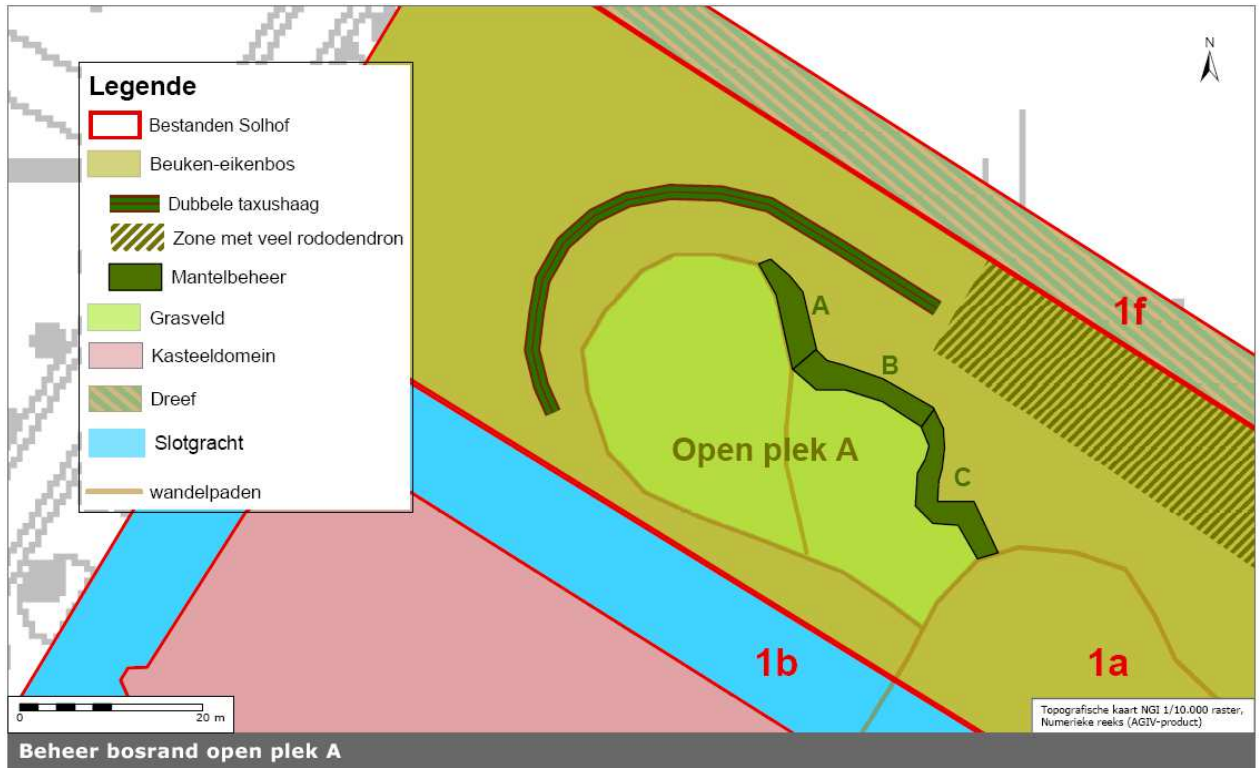 N
Legende
Bestanden Solhof
Beuken-eikenbos
Dubbele taxushaag
Zone met veel rododendron
Mantelbeheer
Grasveld
Kasteeldomein
Dreef
Slotgracht
wandelpaden
A
1f
B
Open plek A
C
1b
1a
0 20 m
Topografische kaart NGI 1/10.000 raster,
Numerieke reeks (AGIV-product)
Beheer bosrand open plek A